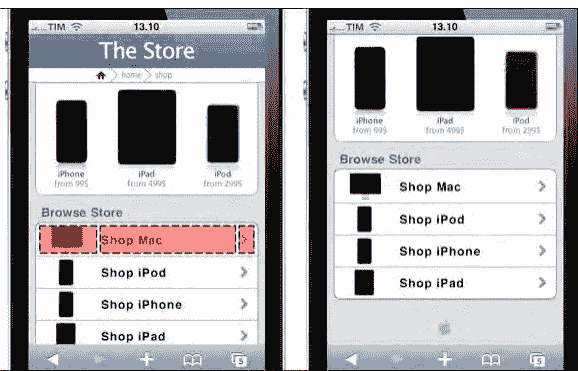 TIM 13.10
The Store
home shop
iPhone iPad iPod
from 99$ from 499$ from 299$
Browse Store
Shop Mac
Shop iPod
Shop iPhone
Shop iPad
5
TIM 13.10
iPhone iPad iPod
from 99$ from 499$ from 299$
Browse Store
Shop Mac
Shop iPod
Shop iPhone
Shop iPad
5